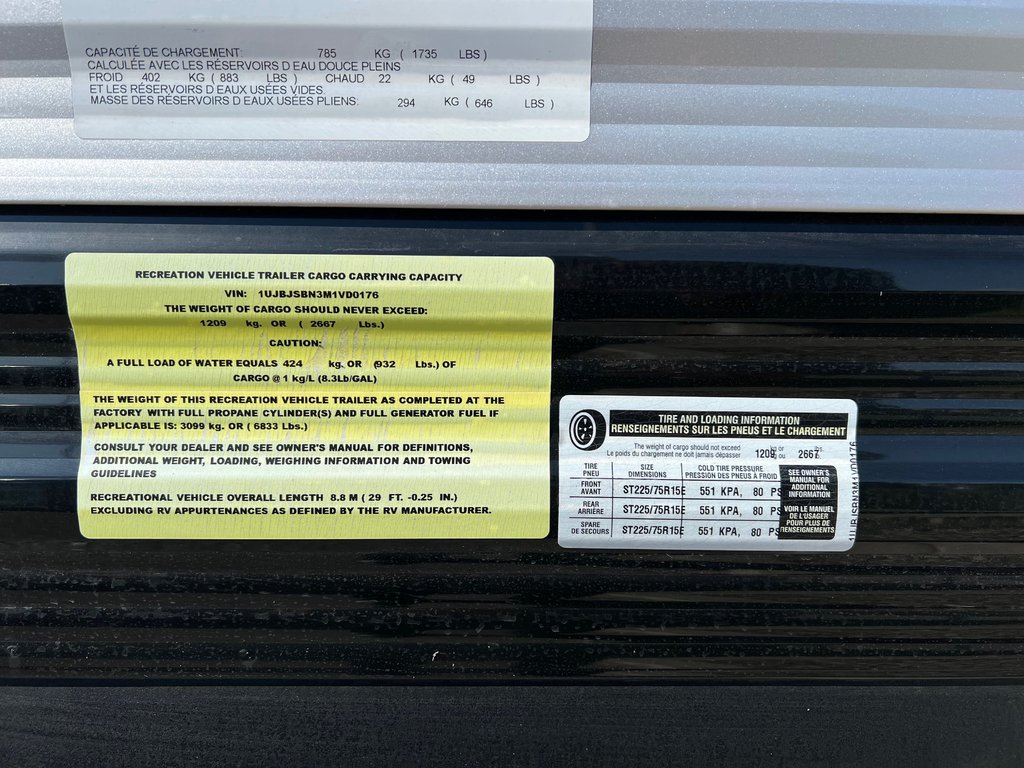 CAPACITÉ DE CHARGEMENT: 785 KG ( 1735 LBS )
CALCULÉE AVEC LES RÉSERVOIRS D EAU DOUCE PLEINS
FROID 402 KG ( 883 LBS ) CHAUD 22 KG ( 49 LBS )
ET LES RÉSERVOIRS D EAUX USÉES VIDES.
MASSE DES RÉSERVOIRS D EAUX USÉES PLIENS: 294 KG ( 646 LBS )
RECREATION VEHICLE TRAILER CARGO CARRYING CAPACITY
VIN: 1UJBJSBN3M1VD0176
THE WEIGHT OF CARGO SHOULD NEVER EXCEED:
1209 kg. OR ( 2667 Lbs.)
CAUTION:
A FULL LOAD OF WATER EQUALS 424 kg. OR (932 Lbs.) OF
CARGO @ 1 kg/L (8.3Lb/GAL)
THE WEIGHT OF THIS RECREATION VEHICLE TRAILER AS COMPLETED AT THE
FACTORY WITH FULL PROPANE CYLINDER(S) AND FULL GENERATOR FUEL IF
APPLICABLE IS: 3099 kg. OR ( 6833 Lbs.)
CONSULT YOUR DEALER AND SEE OWNER'S MANUAL FOR DEFINITIONS,
ADDITIONAL WEIGHT, LOADING, WEIGHING INFORMATION AND TOWING
GUIDELINES
RECREATIONAL VEHICLE OVERALL LENGTH 8.8 M ( 29 FT. -0.25 IN.)
EXCLUDING RV APPURTENANCES AS DEFINED BY THE RV MANUFACTURER.
TIRE AND LOADING INFORMATION
RENSEIGNEMENTS SUR LES PNEUS ET LE CHARGEMENT
The weight of cargo should not exceed
Le poids du chargement ne doit jamais dépasser 1209 kg or ou 2667
TIRE PNEU SIZE DIMENSIONS COLD TIRE PRESSURE PRESSION DES PNEUS À FROID
FRONT AVANT ST225/75R15E 551 KPA, 80 PS
REAR ARRIÈRE ST225/75R15E 551 KPA, 80 PS
SPARE DE SECOURS ST225/75R15E 551 KPA, 80 PS
SEE OWNER'S
MANUAL FOR
ADDITIONAL
INFORMATION
VOIR LE MANUEL
DE L'USAGER
POUR PLUS DE
RENSEIGNEMENTS
1UJBJSBN3M1VD0176